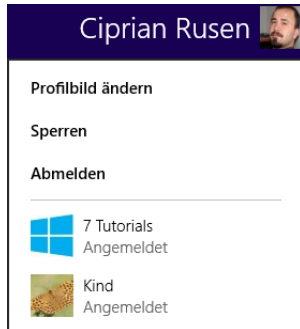 Ciprian Rusen
Profilbild ändern
Sperren
Abmelden
7 Tutorials
Angemeldet
Kind
Angemeldet